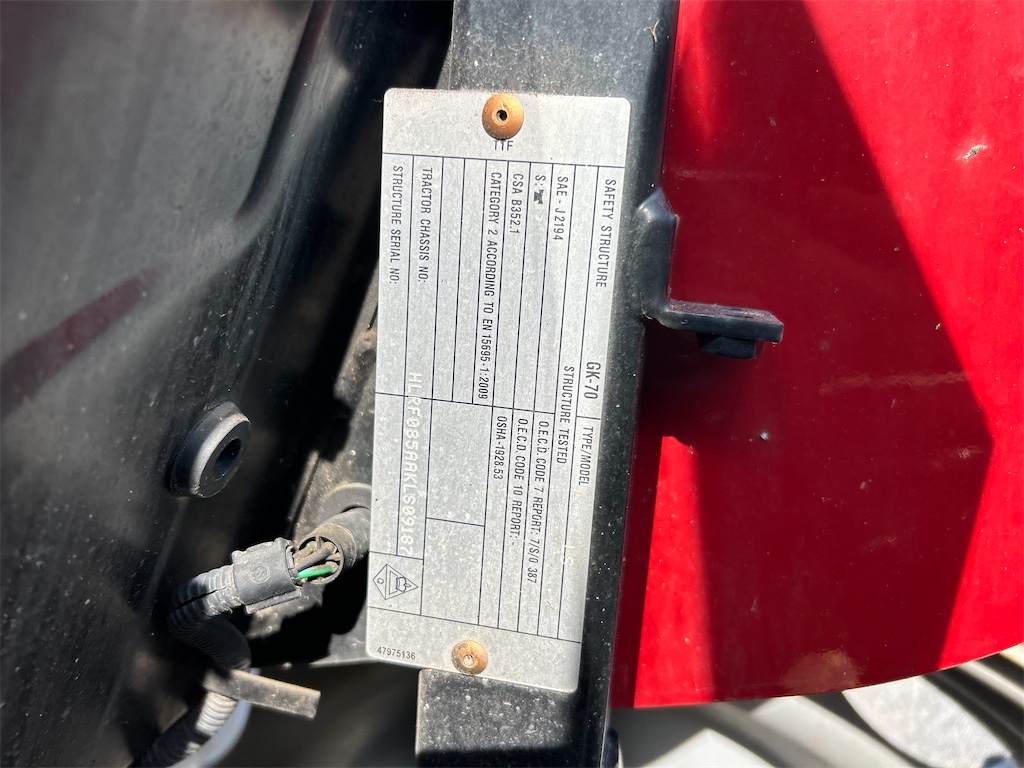 TTF
SAFETY STRUCTURE GK-70 TYPE/MODEL
STRUCTURE TESTED
SAE - J2194 O.E.C.D. CODE 7 REPORT: 7/S/0 387
O.E.C.D. CODE 10 REPORT: -
CSA B352.1 OSHA-1928.53
CATEGORY 2 ACCORDING TO EN 15695-1:2009
TRACTOR CHASSIS NO:
HLRF085AAKLS09187
STRUCTURE SERIAL NO:
47975136